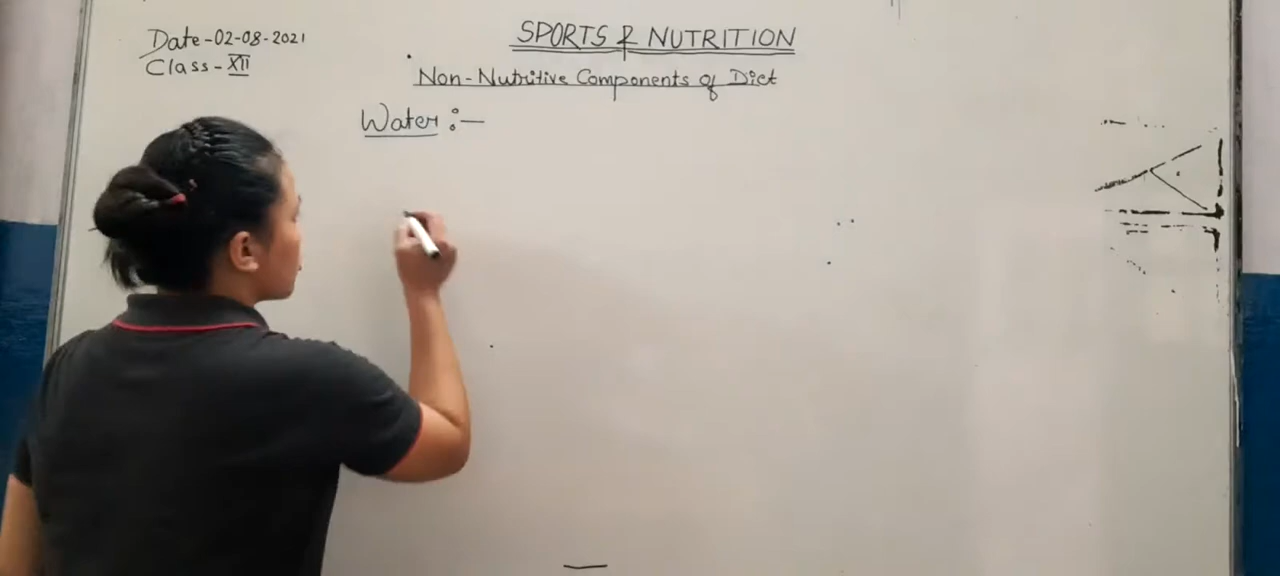 Date-02-08-2021
Class-XII
SPORTS & NUTRITION
Non-Nutritive Components of Diet
Water :-